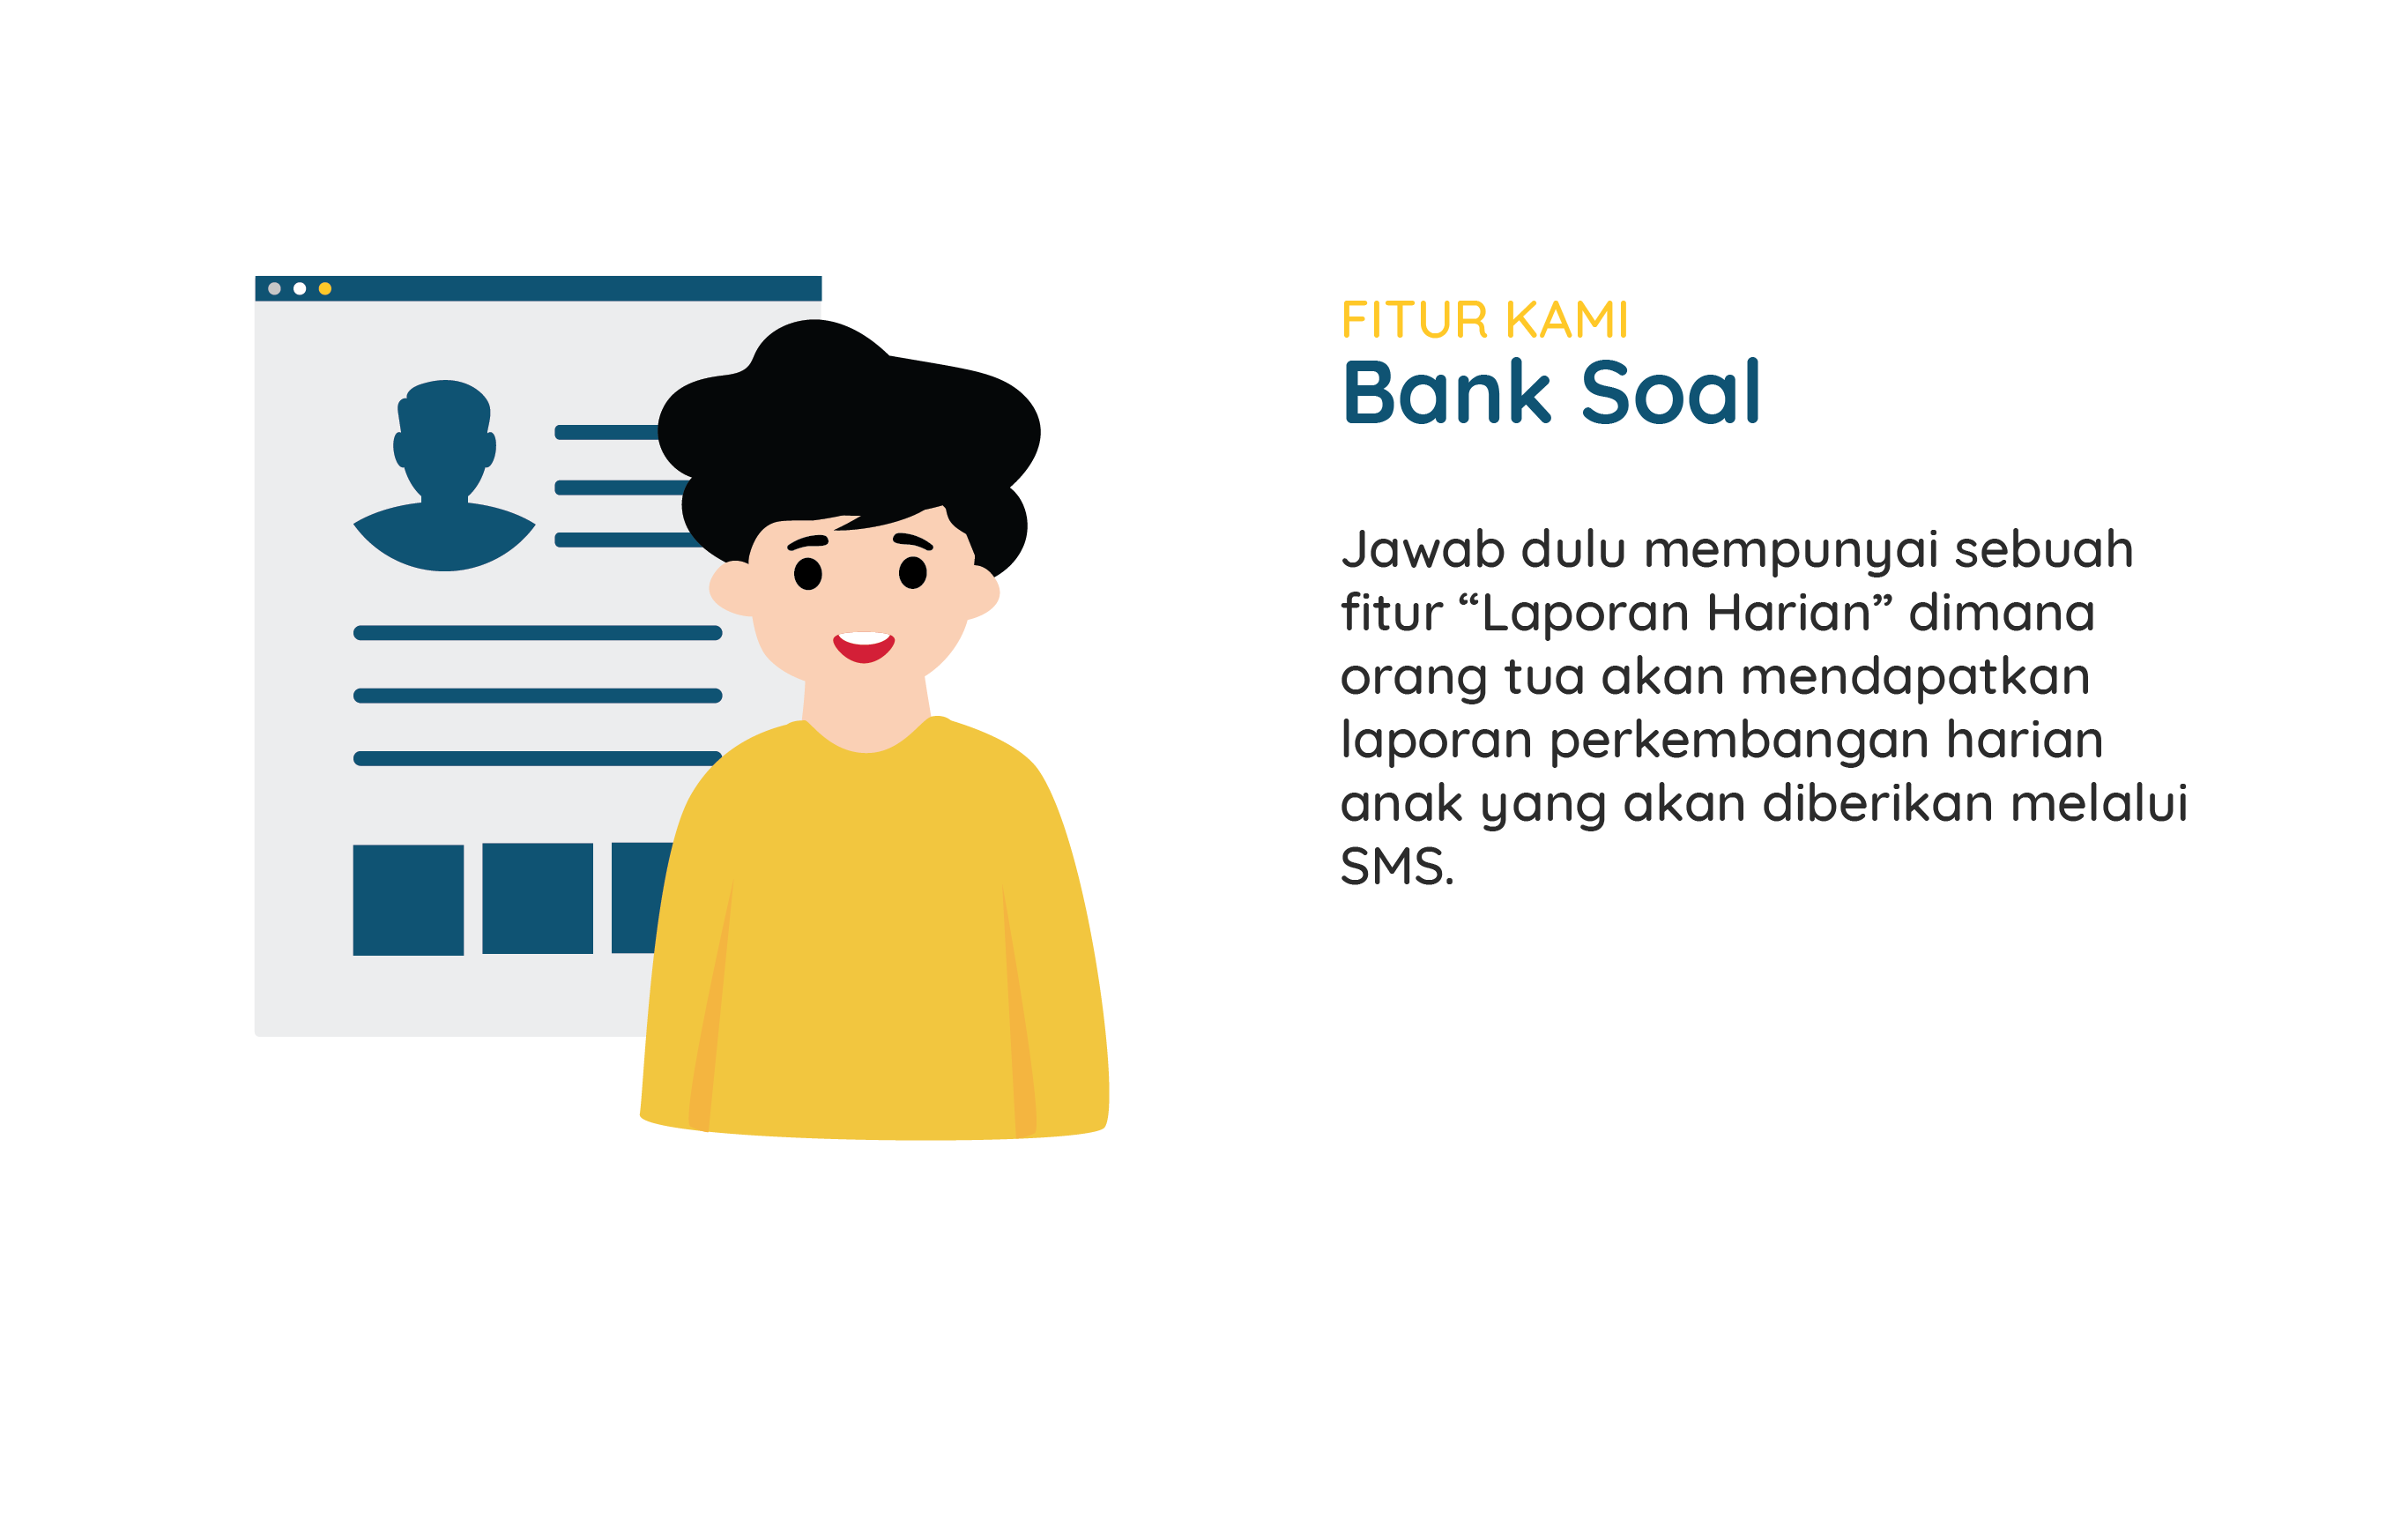 FITUR KAMI
Bank Soal
Jawab dulu mempunyai sebuah
fitur “Laporan Harian” dimana
orang tua akan mendapatkan
laporan perkembangan harian
anak yang akan diberikan melalui
SMS.